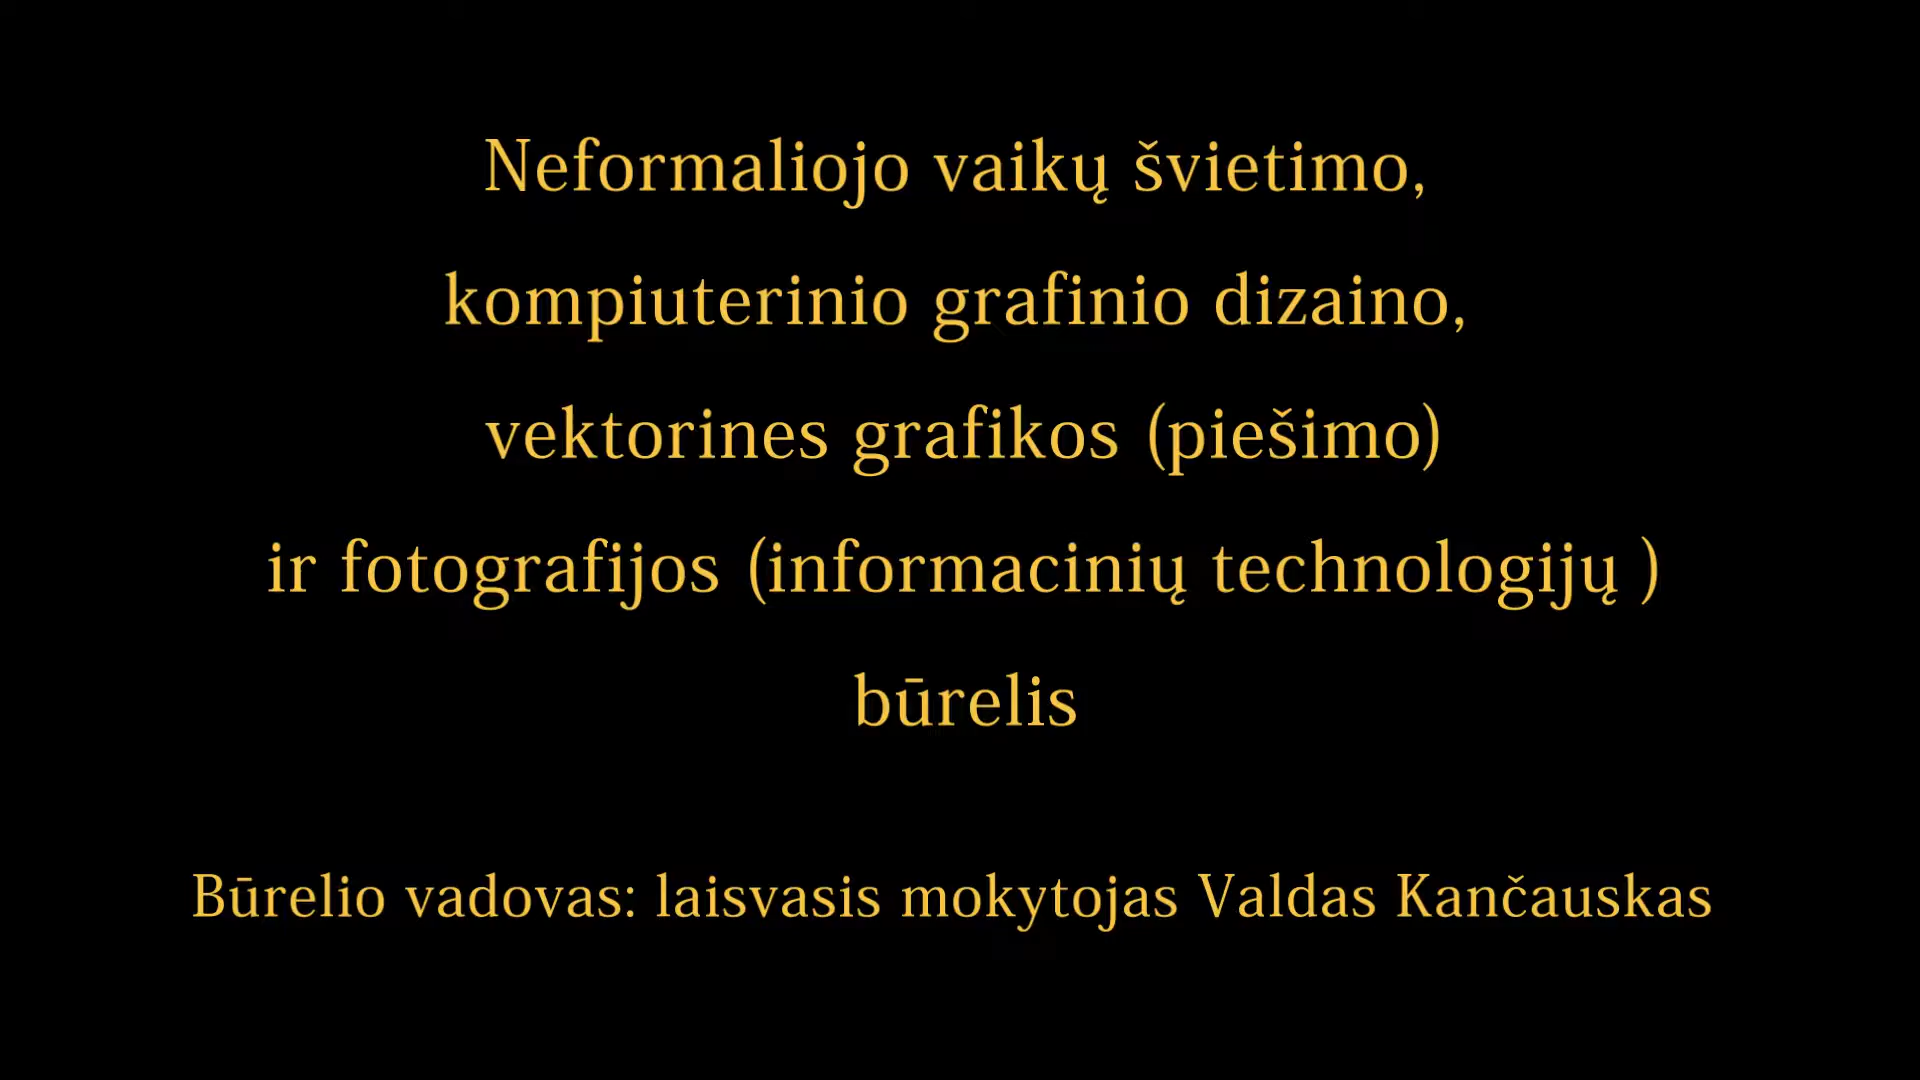 Neformaliojo vaikų švietimo,
kompiuterinio grafinio dizaino,
vektorines grafikos (piešimo)
ir fotografijos (informacinių technologijų )
būrelis
Būrelio vadovas: laisvasis mokytojas Valdas Kančauskas